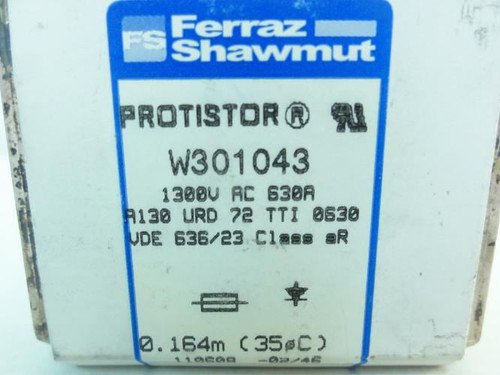 FS Ferraz
Shawmut
PROTISTOR®
W301043
1300V AC 630A
A130 URD 72 TTI 0630
VDE 636/23 Class aR
0.164m (35øC)